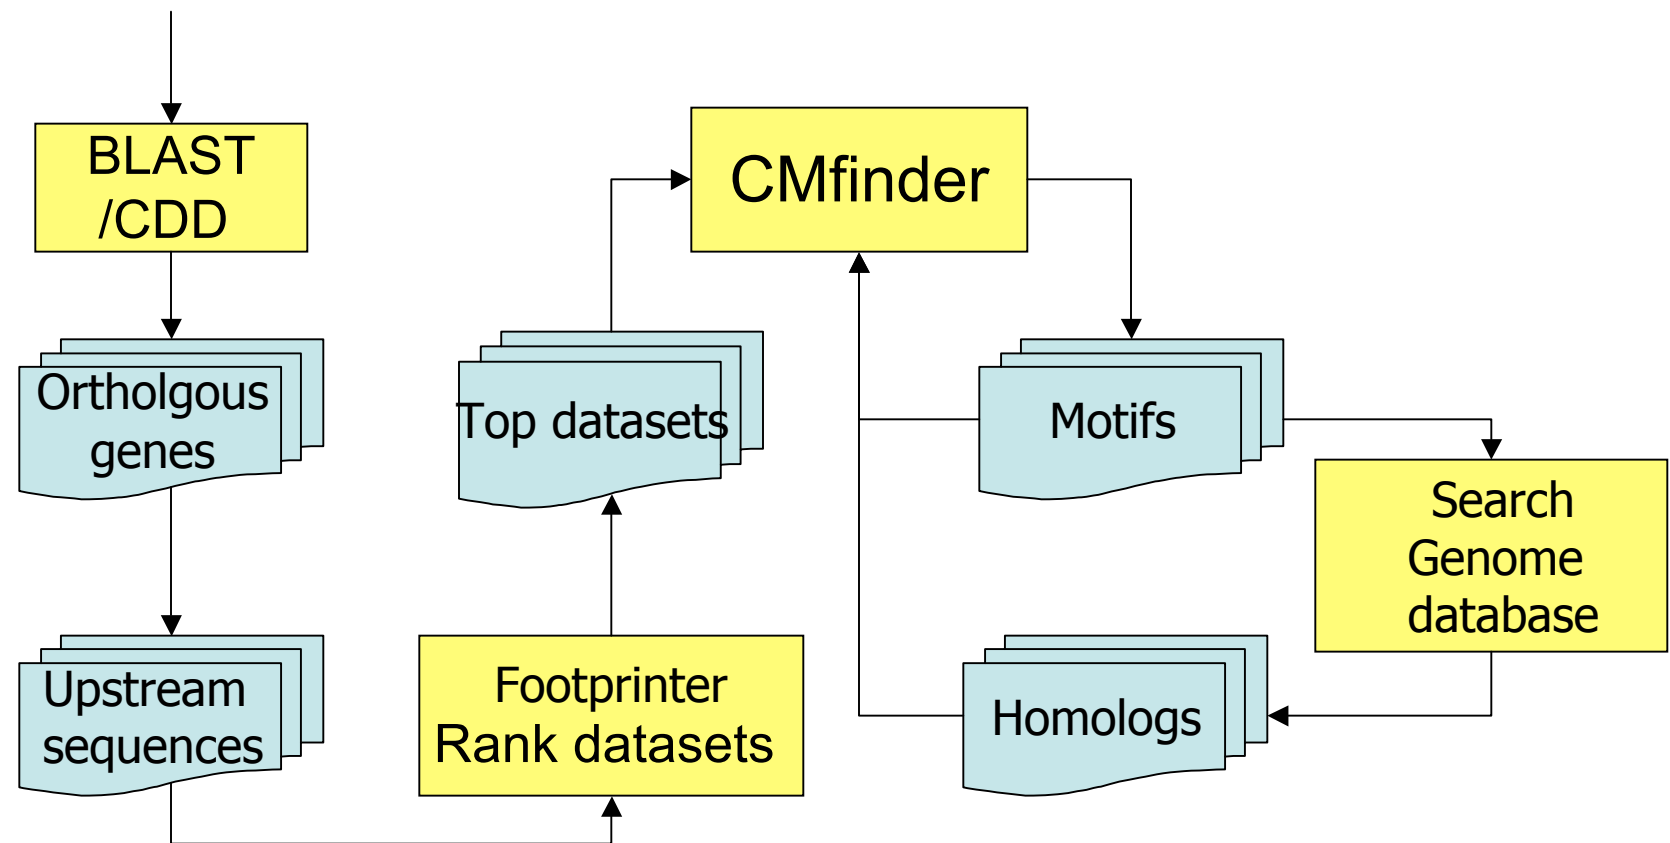 BLAST
/CDD
Ortholgous
genes
Upstream
sequences
Footprinter
Rank datasets
Top datasets
CMfinder
Motifs
Search
Genome
database
Homologs